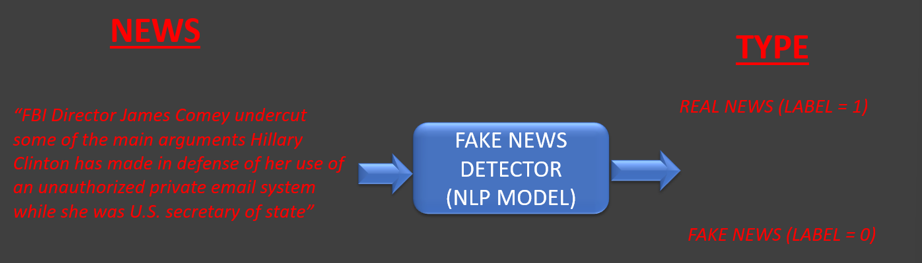 NEWS
TYPE
“FBI Director James Comey undercut
some of the main arguments Hillary
Clinton has made in defense of her use of
an unauthorized private email system
while she was U.S. secretary of state”
FAKE NEWS
DETECTOR
(NLP MODEL)
REAL NEWS (LABEL = 1)
FAKE NEWS (LABEL = 0)